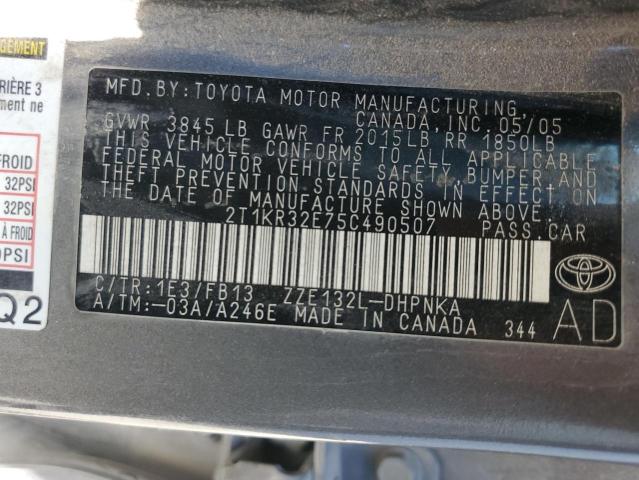 GEMENT
RIÈRE 3
ment ne
FROID
32PSI
32PSI
À FROID
0PSI
Q2
MFD. BY: TOYOTA MOTOR MANUFACTURING
CANADA, INC. 05/05
GVWR 3845 LB GAWR FR 2015LB RR 1850LB
THIS VEHICLE CONFORMS TO ALL APPLICABLE
FEDERAL MOTOR VEHICLE SAFETY, BUMPER AND
THEFT PREVENTION STANDARDS IN EFFECT ON
THE DATE OF MANUFACTURE SHOWN ABOVE.
2T1KR32E75C490507 PASS.CAR
C/TR:1E3/FB13 ZZE132L-DHPNKA
A/TM:-03A/A246E MADE IN CANADA 344
AD